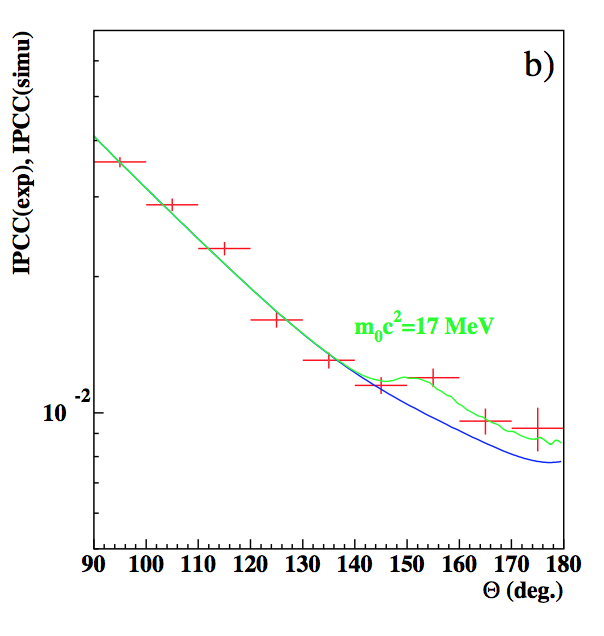 IPCC(exp), IPCC(simu)
b)
m₀c²=17 MeV
10 ⁻²
90 100 110 120 130 140 150 160 170 180
Θ (deg.)